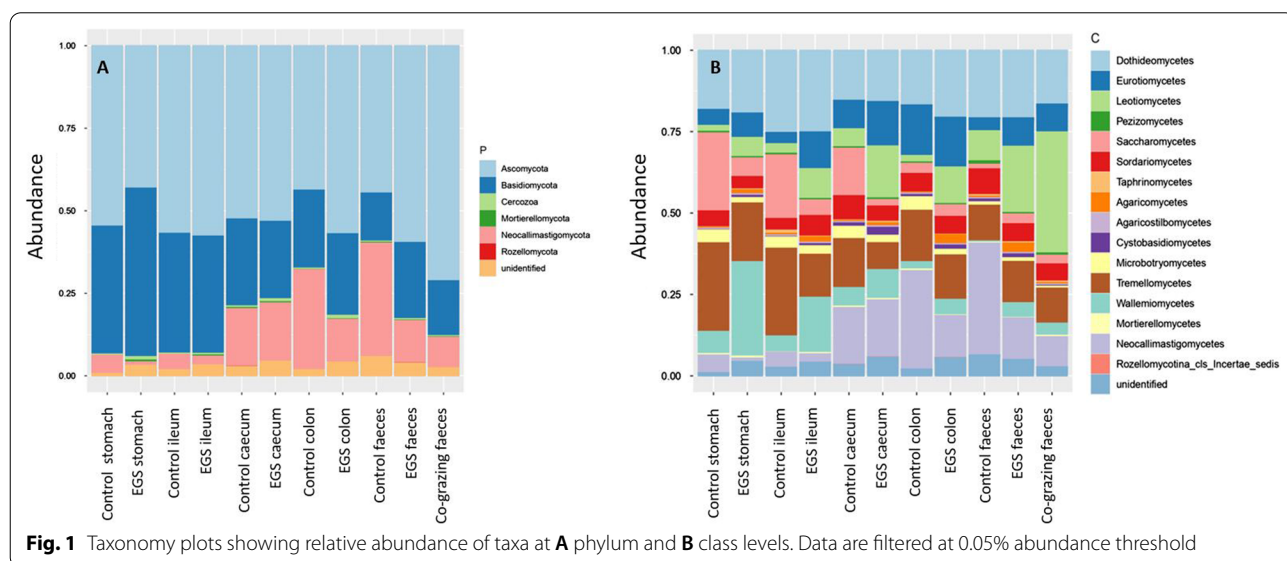 A
1.00
0.75
0.50
0.25
0.00
Abundance
Control stomach
EGS stomach
Control ileum
EGS ileum
Control caecum
EGS caecum
Control colon
EGS colon
Control faeces
EGS faeces
Co-grazing faeces
P
Ascomycota
Basidiomycota
Cercozoa
Mortierellomycota
Neocallimastigomycota
Rozellomycota
unidentified
B
1.00
0.75
0.50
0.25
0.00
Abundance
Control stomach
EGS stomach
Control ileum
EGS ileum
Control caecum
EGS caecum
Control colon
EGS colon
Control faeces
EGS faeces
Co-grazing faeces
C
Dothideomycetes
Eurotiomycetes
Leotiomycetes
Pezizomycetes
Saccharomycetes
Sordariomycetes
Taphrinomycetes
Agaricomycetes
Agaricostilbomycetes
Cystobasidiomycetes
Microbotryomycetes
Tremellomycetes
Wallemiomycetes
Mortierellomycetes
Neocallimastigomycetes
Rozellomycotina_cls_Incertae_sedis
unidentified
Fig. 1 Taxonomy plots showing relative abundance of taxa at A phylum and B class levels. Data are filtered at 0.05% abundance threshold